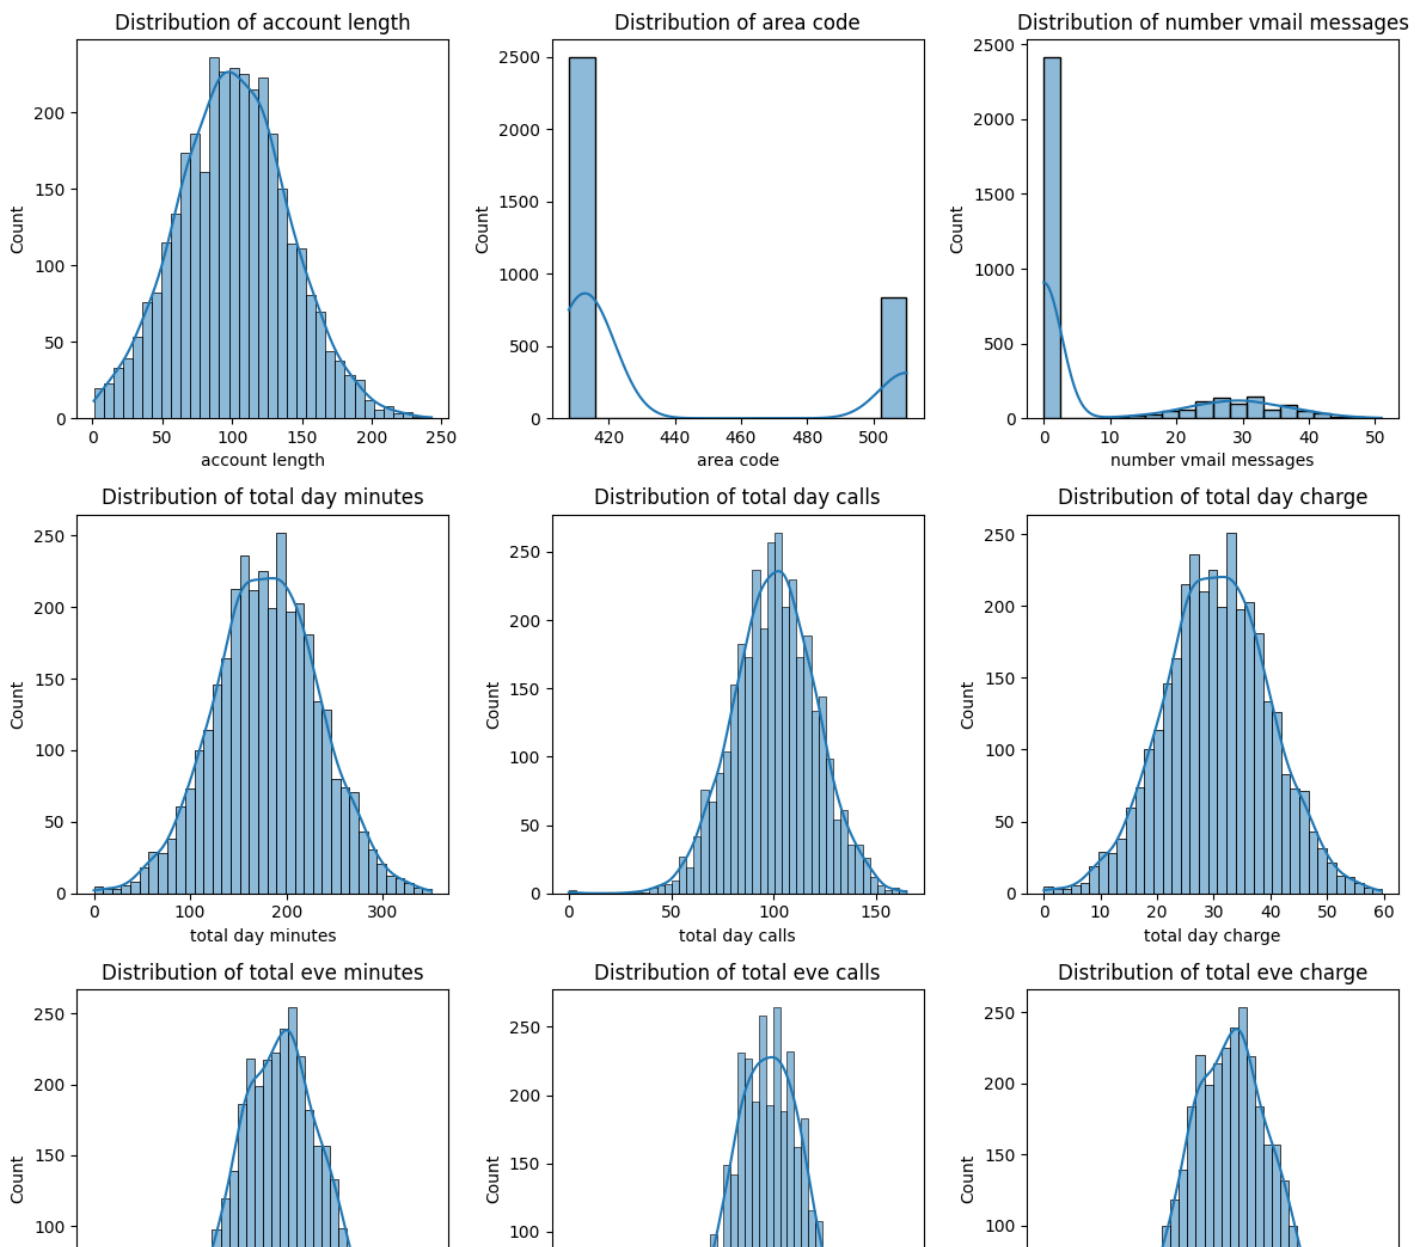 Distribution of account length
Count
0
50
100
150
200
0 50 100 150 200 250
account length
Distribution of area code
Count
2500
2000
1500
1000
500
0
420 440 460 480 500
area code
Distribution of number vmail messages
Count
2500
2000
1500
1000
500
0
0 10 20 30 40 50
number vmail messages
Distribution of total day minutes
Count
250
200
150
100
50
0
0 100 200 300
total day minutes
Distribution of total day calls
Count
250
200
150
100
50
0
0 50 100 150
total day calls
Distribution of total day charge
Count
250
200
150
100
50
0
0 10 20 30 40 50 60
total day charge
Distribution of total eve minutes
Count
250
200
150
100
Distribution of total eve calls
Count
250
200
150
100
Distribution of total eve charge
Count
250
200
150
100